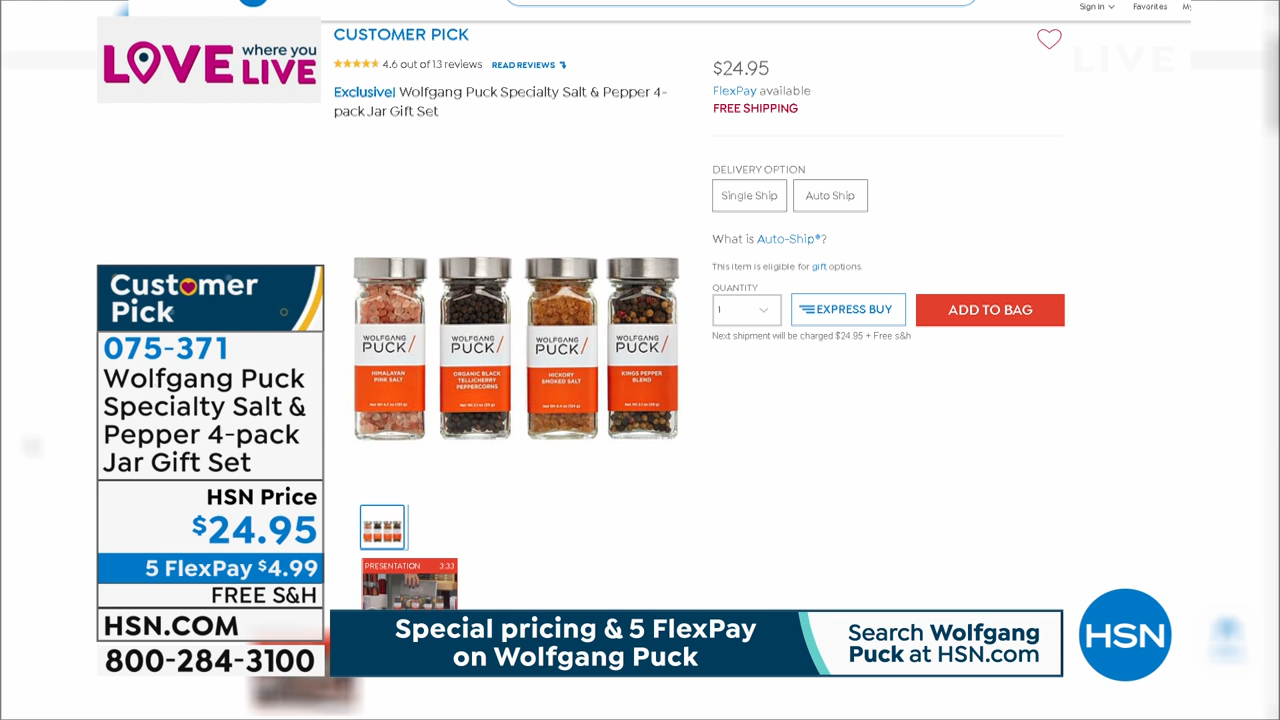 Sign In
Favorites
LOVE where you LIVE
CUSTOMER PICK
4.6 out of 13 reviews READ REVIEWS
Exclusive! Wolfgang Puck Specialty Salt & Pepper 4-
pack Jar Gift Set
$24.95
FlexPay available
FREE SHIPPING
LIVE
DELIVERY OPTION
Single Ship
Auto Ship
What is Auto-Ship®?
This item is eligible for gift options
QUANTITY
1
EXPRESS BUY
ADD TO BAG
Next shipment will be charged $24.95 + Free s&h
WOLFGANG
PUCK/
HIMALAYAN
PINK SALT
WOLFGANG
PUCK/
ORGANIC BLACK
TELLICHERRY
PEPPERCORNS
WOLFGANG
PUCK/
HICKORY
SMOKED SALT
WOLFGANG
PUCK/
KINGS PEPPER
BLEND
PRESENTATION 3:33
Customer
Pick
075-371
Wolfgang Puck
Specialty Salt &
Pepper 4-pack
Jar Gift Set
HSN Price
$24.95
5 FlexPay $4.99
FREE S&H
HSN.COM
800-284-3100
Special pricing & 5 FlexPay
on Wolfgang Puck
Search Wolfgang
Puck at HSN.com
HSN